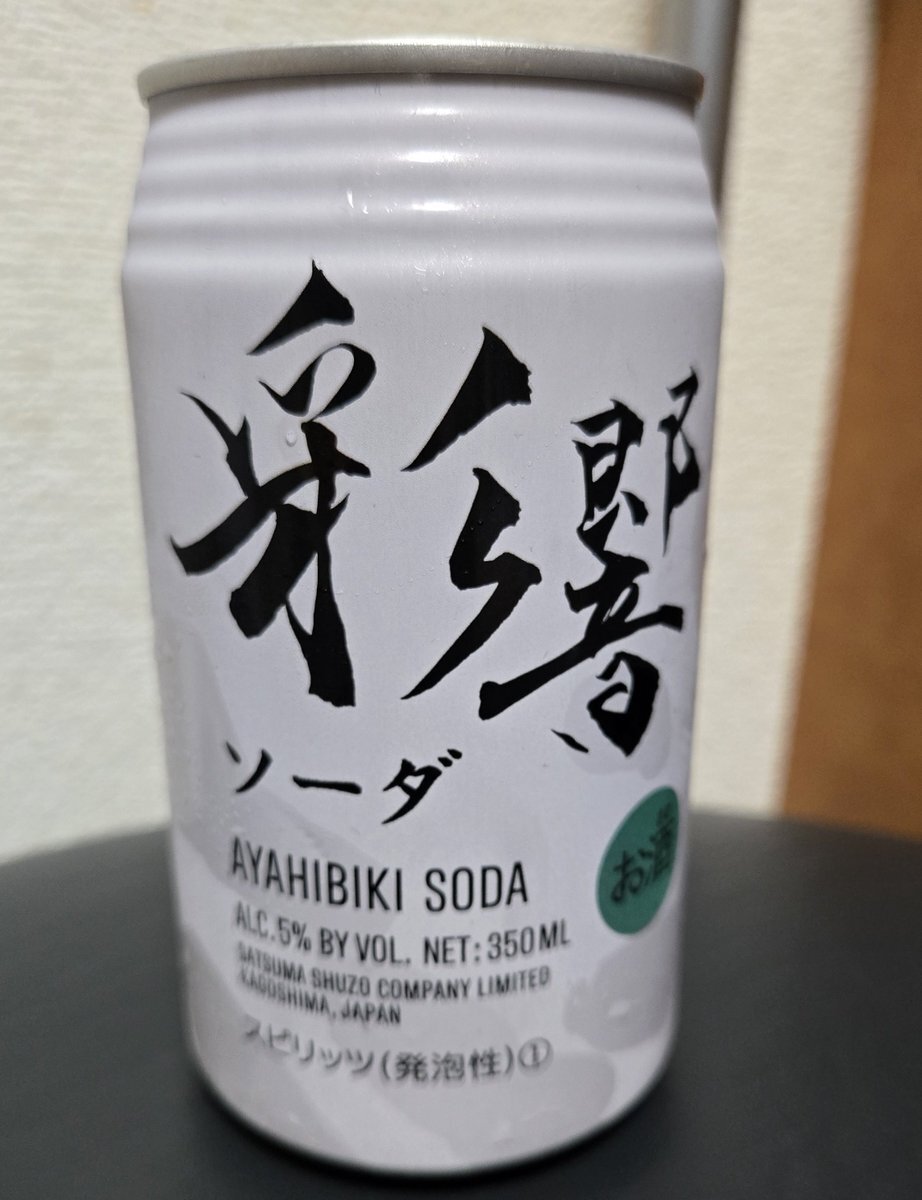 彩響
ソーダ
AYAHIBIKI SODA
お酒
ALC.5% BY VOL. NET:350ML
SATSUMA SHUZO COMPANY LIMITED
KAGOSHIMA, JAPAN
スピリッツ(発泡性)①